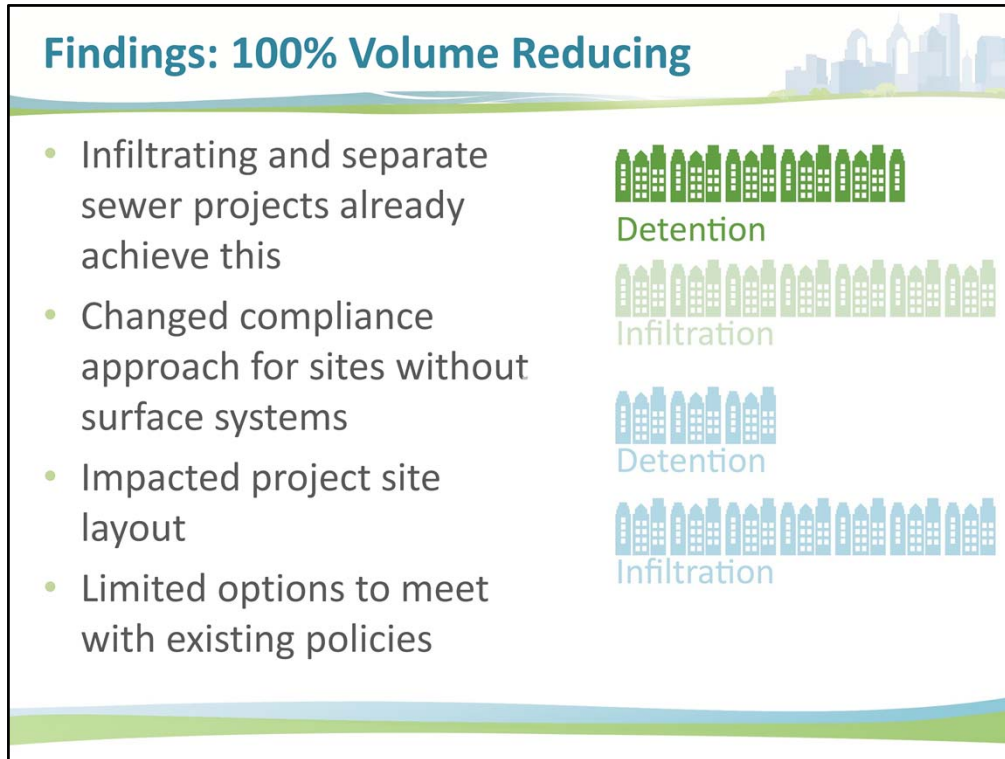 Findings: 100% Volume Reducing
• Infiltrating and separate
sewer projects already
achieve this
• Changed compliance
approach for sites without
surface systems
• Impacted project site
layout
• Limited options to meet
with existing policies
Detention
Infiltration
Detention
Infiltration